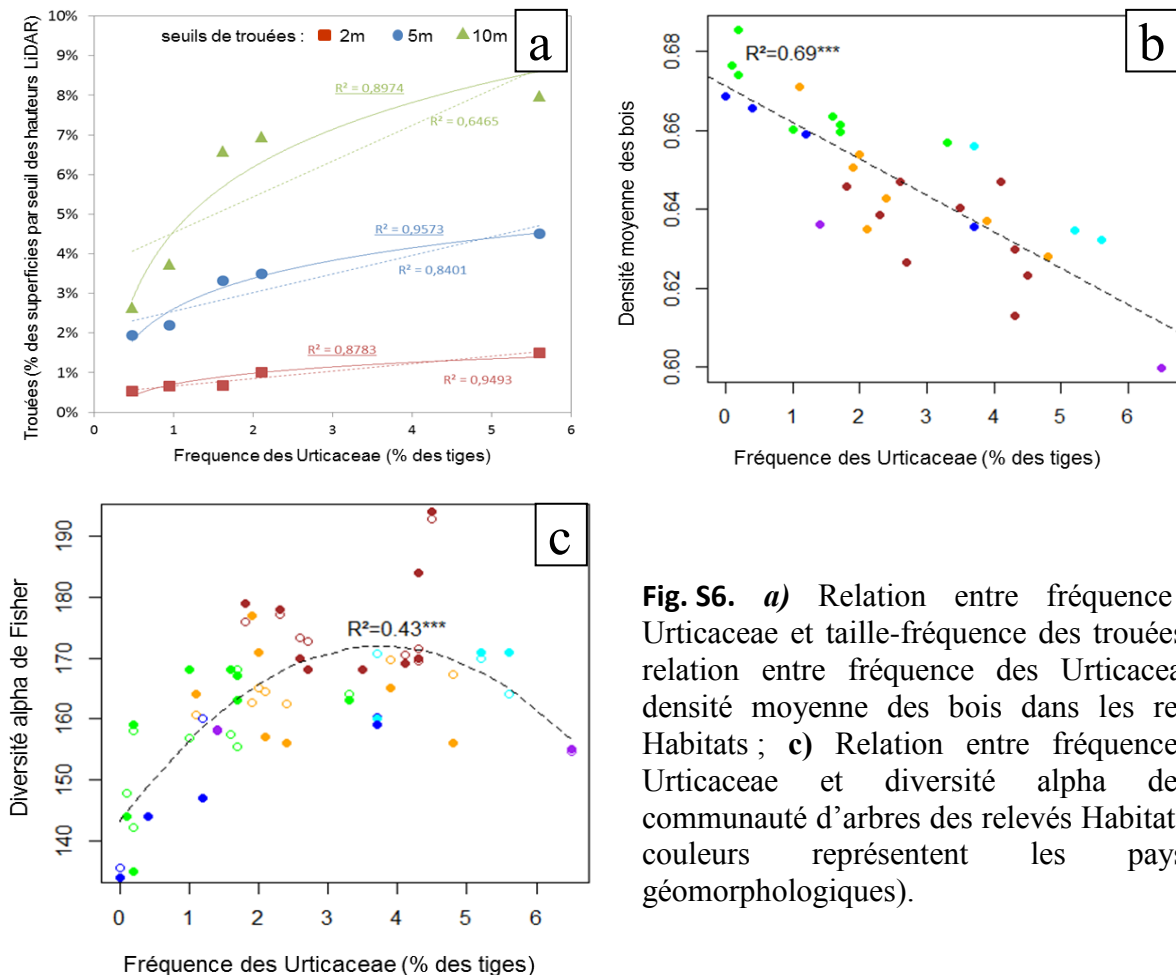 10%
9%
8%
7%
6%
5%
4%
3%
2%
1%
0%
Trouées (% des superficies par seuil des hauteurs LiDAR)
seuils de trouées : 2m 5m 10m
a
R² = 0,8974
R² = 0,6465
R² = 0,9573
R² = 0,8401
R² = 0,8783
R² = 0,9493
0 1 2 3 4 5 6
Frequence des Urticaceae (% des tiges)
b
R²=0.69***
Densité moyenne des bois
0.68
0.66
0.64
0.62
0.60
0 1 2 3 4 5 6
Fréquence des Urticaceae (% des tiges)
c
R²=0.43***
Diversité alpha de Fisher
190
180
170
160
150
140
0 1 2 3 4 5 6
Fréquence des Urticaceae (% des tiges)
Fig. S6. a) Relation entre fréquence
Urticaceae et taille-fréquence des trouées
relation entre fréquence des Urticacea
densité moyenne des bois dans les re
Habitats ; c) Relation entre fréquence
Urticaceae et diversité alpha de
communauté d’arbres des relevés Habitat
couleurs représentent les pays
géomorphologiques).